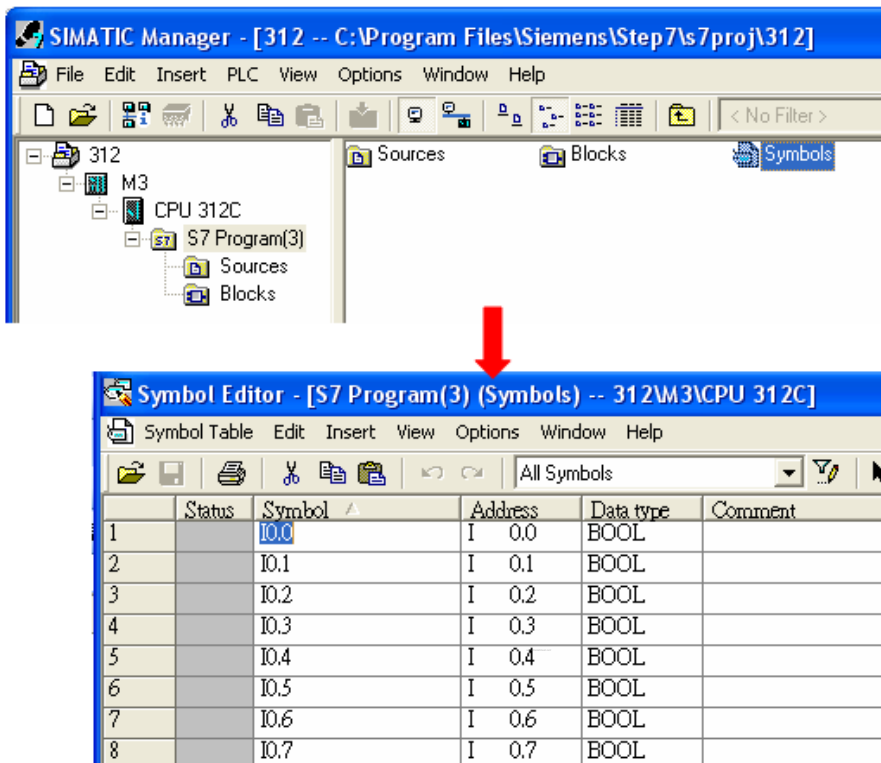 SIMATIC Manager - [312 -- C:\Program Files\Siemens\Step7\s7proj\312]
File Edit Insert PLC View Options Window Help
< No Filter >
312
M3
CPU 312C
S7 Program(3)
Sources
Blocks
Sources Blocks Symbols
Symbol Editor - [S7 Program(3) (Symbols) -- 312\M3\CPU 312C]
Symbol Table Edit Insert View Options Window Help
All Symbols
Status Symbol Address Data type Comment
1 I0.0 I 0.0 BOOL
2 I0.1 I 0.1 BOOL
3 I0.2 I 0.2 BOOL
4 I0.3 I 0.3 BOOL
5 I0.4 I 0.4 BOOL
6 I0.5 I 0.5 BOOL
7 I0.6 I 0.6 BOOL
8 I0.7 I 0.7 BOOL